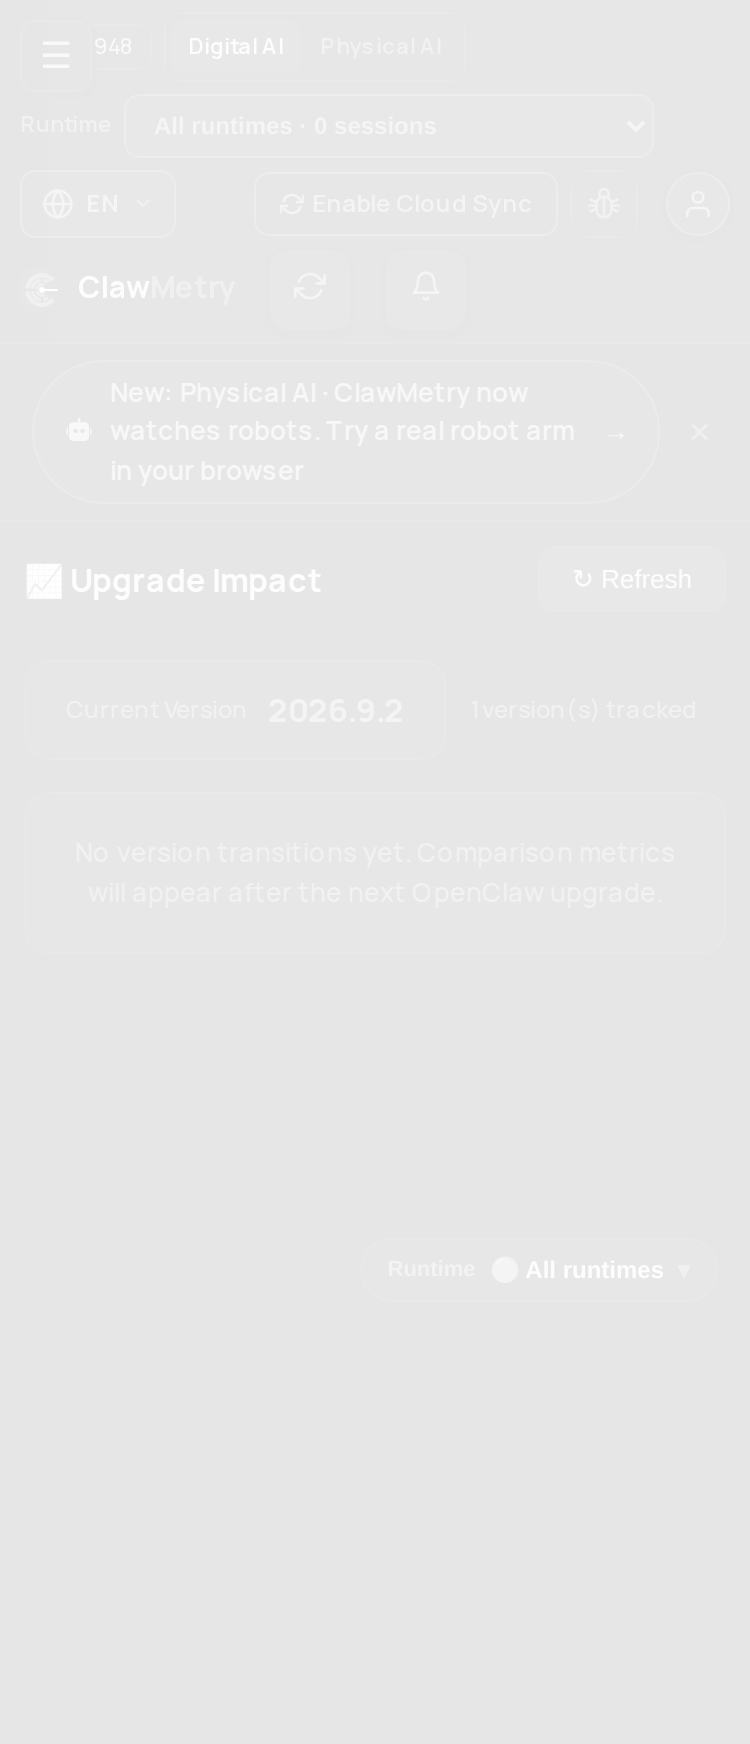 948
Digital AI
Physical AI
Runtime
All runtimes · 0 sessions
EN
Enable Cloud Sync
ClawMetry
New: Physical AI · ClawMetry now
watches robots. Try a real robot arm →
in your browser
Upgrade Impact
↻ Refresh
Current Version 2026.9.2
1 version(s) tracked
No version transitions yet. Comparison metrics
will appear after the next OpenClaw upgrade.
Runtime All runtimes ▼